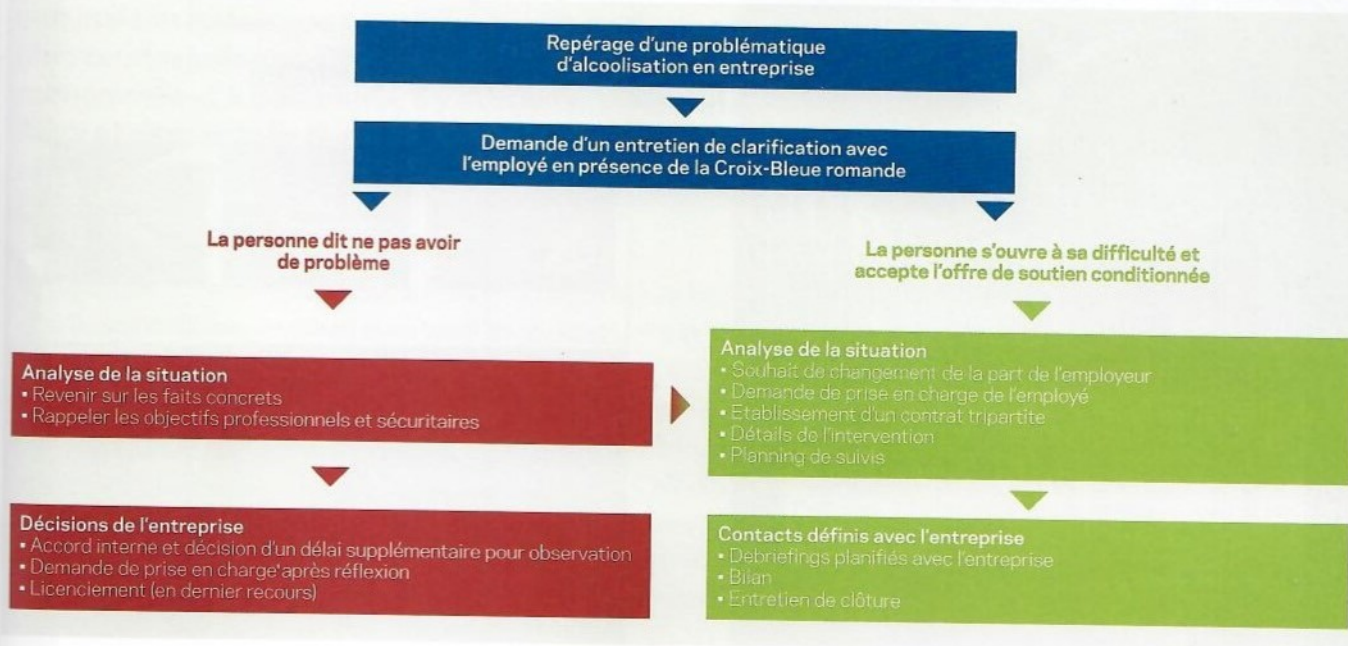 Repérage d'une problématique
d'alcoolisation en entreprise
Demande d'un entretien de clarification avec
l'employé en présence de la Croix-Bleue romande
La personne dit ne pas avoir
de problème
La personne s'ouvre à sa difficulté et
accepte l'offre de soutien conditionnée
Analyse de la situation
• Revenir sur les faits concrets
• Rappeler les objectifs professionnels et sécuritaires
Analyse de la situation
• Souhait de changement de la part de l'employeur
• Demande de prise en charge de l'employé
• Etablissement d'un contrat tripartite
• Détails de l'intervention
• Planning de suivis
Décisions de l'entreprise
• Accord interne et décision d'un délai supplémentaire pour observation
• Demande de prise en charge après réflexion
• Licenciement (en dernier recours)
Contacts définis avec l'entreprise
• Debriefings planifiés avec l'entreprise
• Bilan
• Entretien de clôture